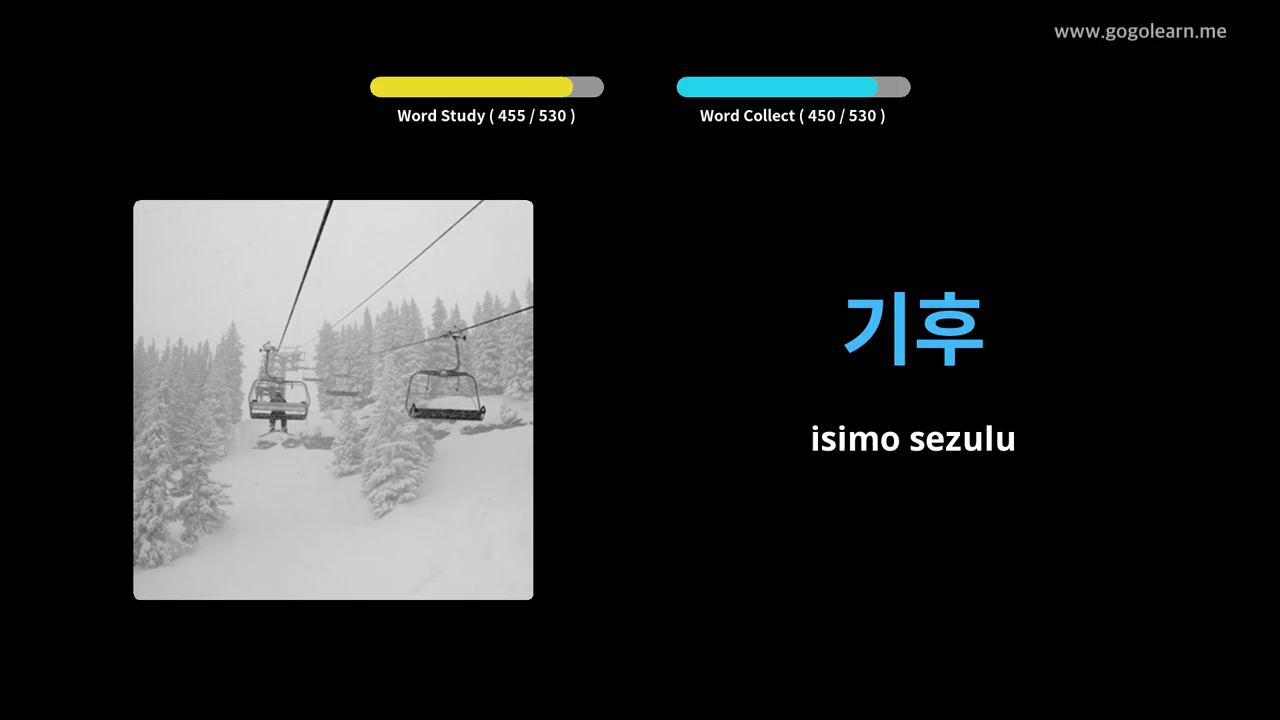 www.gogolearn.me
Word Study ( 455 / 530 )
Word Collect ( 450 / 530 )
기후
isimo sezulu